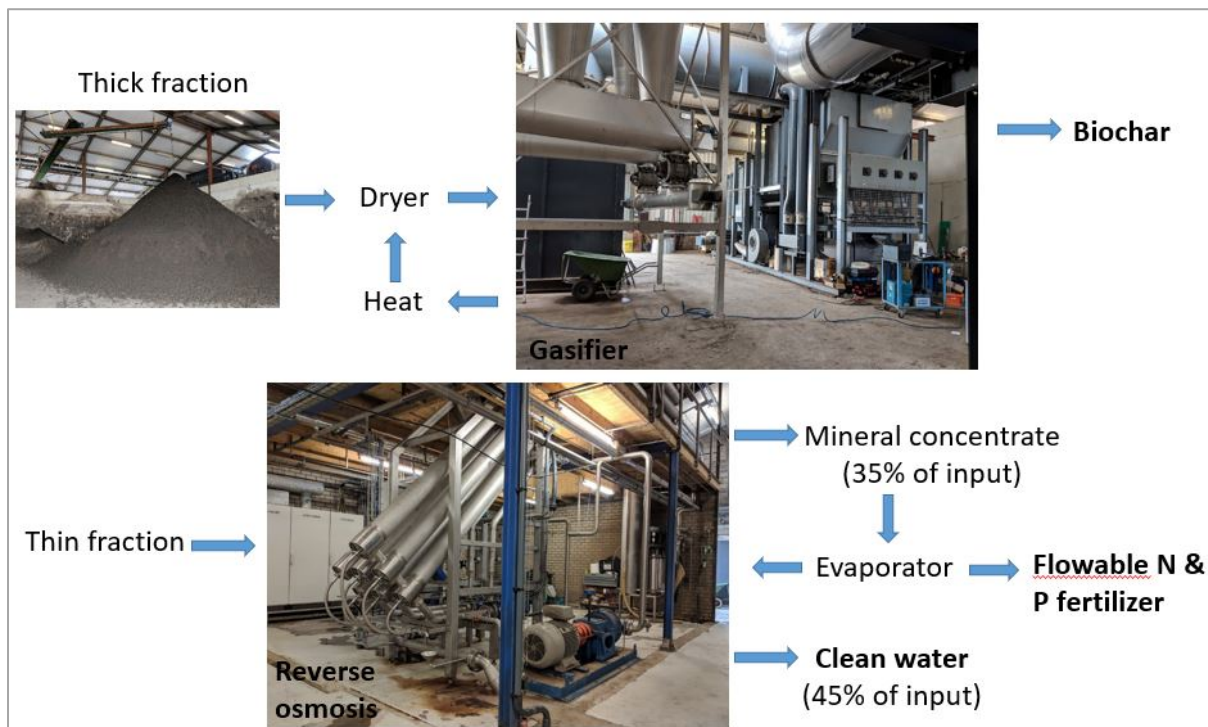 Thick fraction
Dryer
Heat
Gasifier
Biochar
Thin fraction
Reverse
osmosis
Mineral concentrate
(35% of input)
Evaporator
Flowable N &
P fertilizer
Clean water
(45% of input)